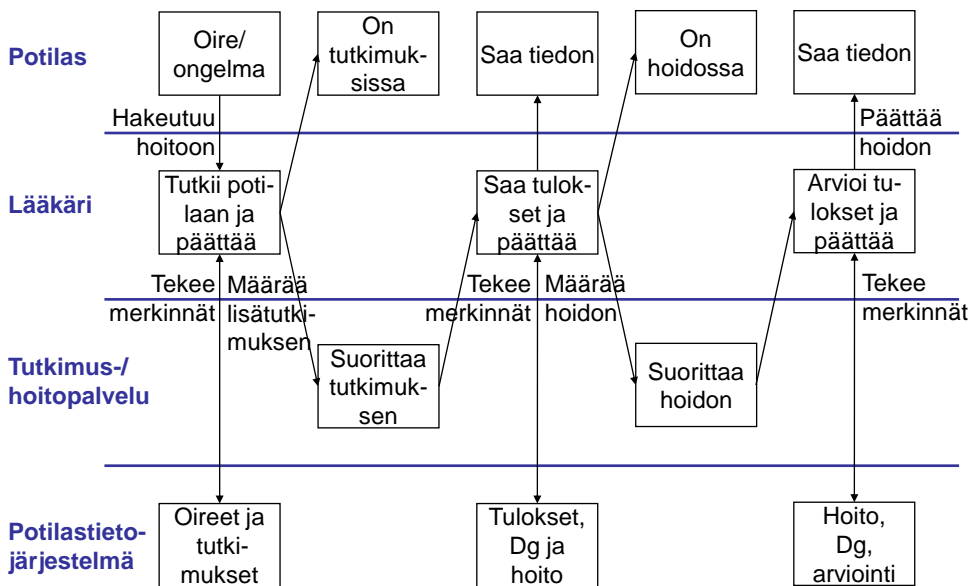 Potilas
Oire/
ongelma
On
tutkimuk-
sissa
Saa tiedon
On
hoidossa
Saa tiedon
Hakeutuu
hoitoon
Päättää
hoidon
Lääkäri
Tutkii poti-
laan ja
päättää
Saa tulok-
set ja
päättää
Arvioi tu-
lokset ja
päättää
Tekee
merkinnät
Määrää
lisätutki-
muksen
Tekee
merkinnät
Määrää
hoidon
Tekee
merkinnät
Tutkimus-/
hoitopalvelu
Suorittaa
tutkimuk-
sen
Suorittaa
hoidon
Potilastieto-
järjestelmä
Oireet ja
tutki-
mukset
Tulokset,
Dg ja
hoito
Hoito,
Dg,
arviointi